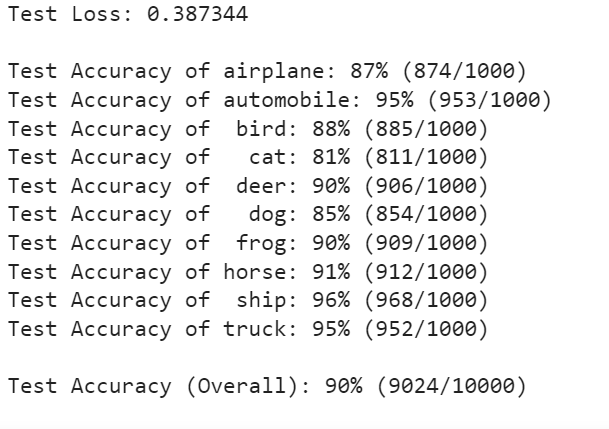 Test Loss: 0.387344

Test Accuracy of airplane: 87% (874/1000)
Test Accuracy of automobile: 95% (953/1000)
Test Accuracy of  bird: 88% (885/1000)
Test Accuracy of   cat: 81% (811/1000)
Test Accuracy of  deer: 90% (906/1000)
Test Accuracy of   dog: 85% (854/1000)
Test Accuracy of  frog: 90% (909/1000)
Test Accuracy of horse: 91% (912/1000)
Test Accuracy of  ship: 96% (968/1000)
Test Accuracy of truck: 95% (952/1000)

Test Accuracy (Overall): 90% (9024/10000)